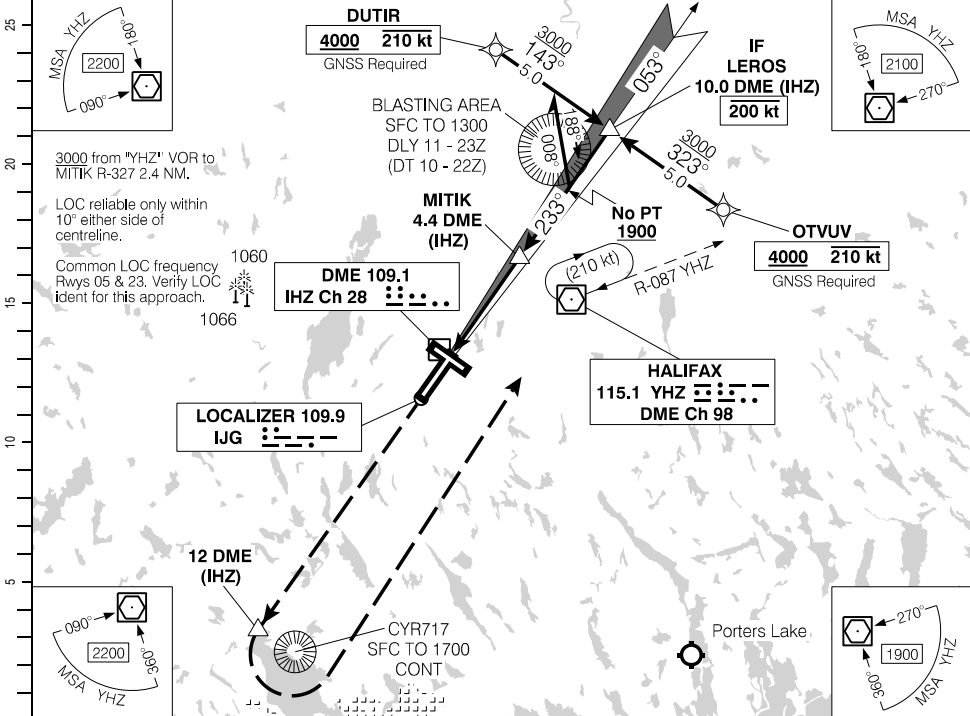 25
20
15
10
5
MSA YHZ
180°
2200
090°
DUTIR
4000 210 kt
GNSS Required
3000
143°
5.0
053°
IF
LEROS
10.0 DME (IHZ)
200 kt
MSA YHZ
180°
2100
270°
BLASTING AREA
SFC TO 1300
DLY 11 - 23Z
(DT 10 - 22Z)
188°
008°
3000
323°
5.0
3000 from "YHZ" VOR to
MITIK R-327 2.4 NM.
LOC reliable only within
10° either side of
centreline.
Common LOC frequency
Rwys 05 & 23. Verify LOC
ident for this approach.
1060
1066
MITIK
4.4 DME
(IHZ)
233°
No PT
1900
(210 kt)
R-087 YHZ
OTVUV
4000 210 kt
GNSS Required
DME 109.1
IHZ Ch 28
HALIFAX
115.1 YHZ
DME Ch 98
LOCALIZER 109.9
IJG
12 DME
(IHZ)
CYR717
SFC TO 1700
CONT
Porters Lake
090°
2200
360°
MSA YHZ
270°
1900
360°
MSA YHZ